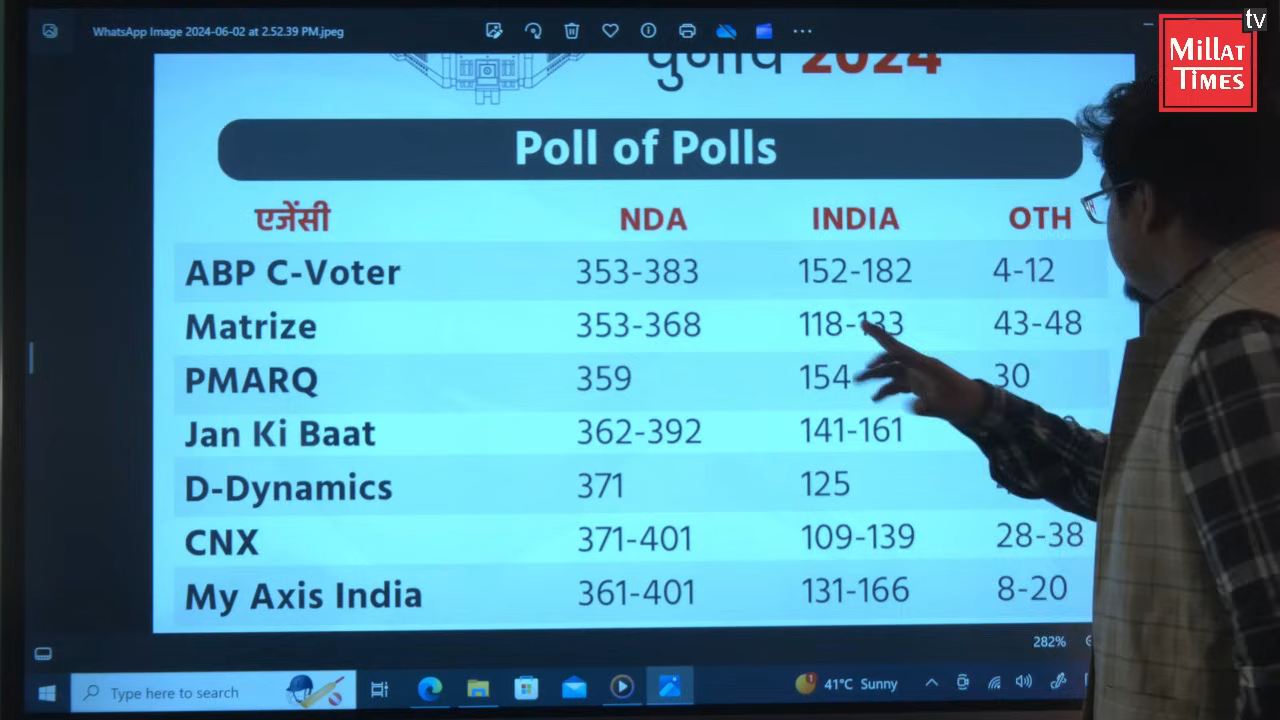 WhatsApp Image 2024-06-02 at 2.52.39 PM.jpeg
tv
MILLAT
TIMES
चुनाव 2024
Poll of Polls
एजेंसी NDA INDIA OTH
ABP C-Voter 353-383 152-182 4-12
Matrize 353-368 118-133 43-48
PMARQ 359 154 30
Jan Ki Baat 362-392 141-161
D-Dynamics 371 125
CNX 371-401 109-139 28-38
My Axis India 361-401 131-166 8-20
282%
Type here to search
41°C Sunny